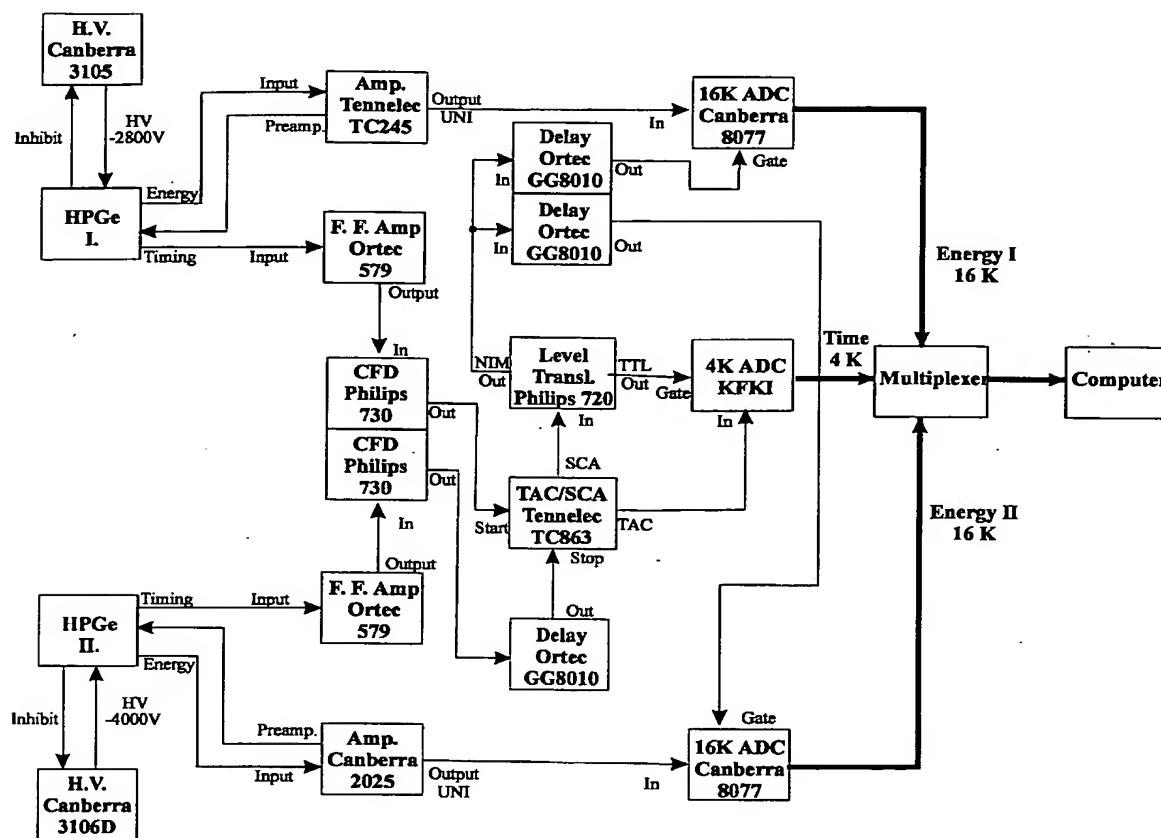 H.V.
Canberra
3105
Inhibit
HV
-2800V
HPGe
I.
Energy
Timing
Input
Preamp.
Amp.
Tennelec
TC245
Output
UNI
In
16K ADC
Canberra
8077
Gate
Input
F. F. Amp
Ortec
579
Output
Delay
Ortec
GG8010
In
Out
Delay
Ortec
GG8010
In
Out
Energy I
16 K
In
CFD
Philips
730
Out
CFD
Philips
730
Out
In
NIM
Out
Level
Transl.
Philips 720
TTL
Out
In
Gate
4K ADC
KFKI
In
Time
4 K
Multiplexer
Computer
SCA
TAC/SCA
Tennelec
TC863
Start
TAC
Stop
Energy II
16 K
Output
F. F. Amp
Ortec
579
Input
Timing
HPGe
II.
Energy
Out
Delay
Ortec
GG8010
Inhibit
HV
-4000V
Preamp.
Input
Amp.
Canberra
2025
Output
UNI
In
Gate
16K ADC
Canberra
8077
H.V.
Canberra
3106D